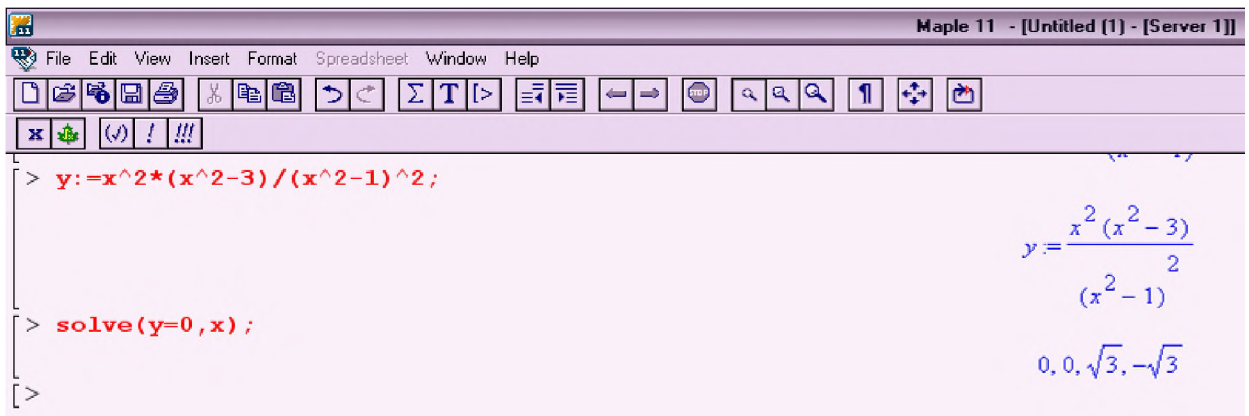 Maple 11 - [Untitled (1) - [Server 1]]
File Edit View Insert Format Spreadsheet Window Help
STOP
x (√) ! !!!
> y:=x^2*(x^2-3)/(x^2-1)^2;
y := x^2 (x^2 − 3) / (x^2 − 1)^2
> solve(y=0,x);
0, 0, √3, −√3
>